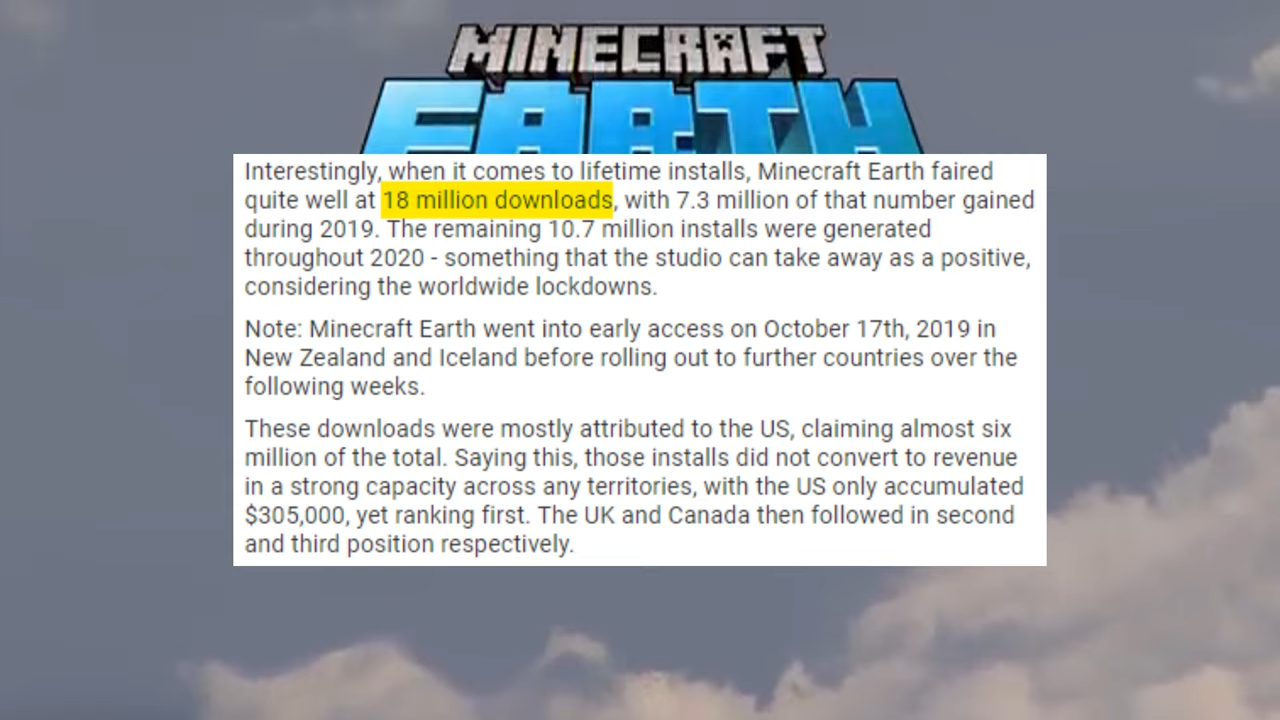 MINECRAFT
EARTH
Interestingly, when it comes to lifetime installs, Minecraft Earth faired
quite well at 18 million downloads, with 7.3 million of that number gained
during 2019. The remaining 10.7 million installs were generated
throughout 2020 - something that the studio can take away as a positive,
considering the worldwide lockdowns.
Note: Minecraft Earth went into early access on October 17th, 2019 in
New Zealand and Iceland before rolling out to further countries over the
following weeks.
These downloads were mostly attributed to the US, claiming almost six
million of the total. Saying this, those installs did not convert to revenue
in a strong capacity across any territories, with the US only accumulated
$305,000, yet ranking first. The UK and Canada then followed in second
and third position respectively.